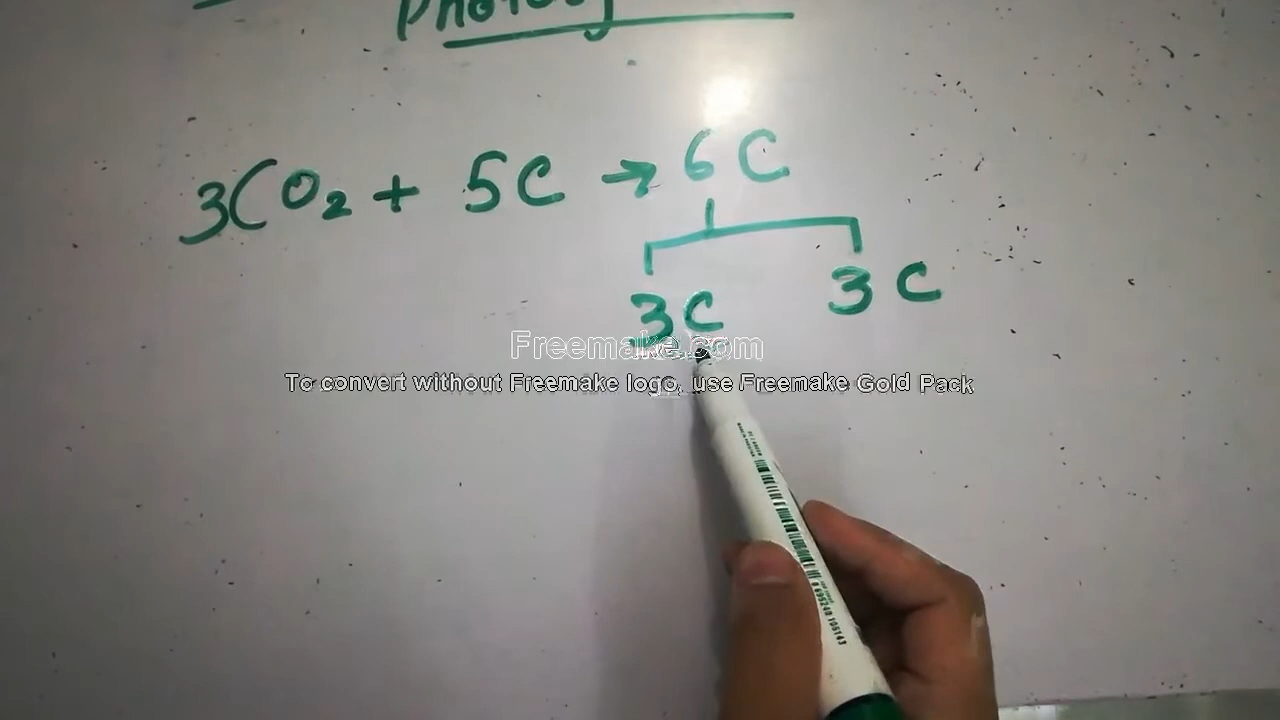 3CO₂ + 5C → 6C
3C 3C
Freemake.com
To convert without Freemake logo, use Freemake Gold Pack